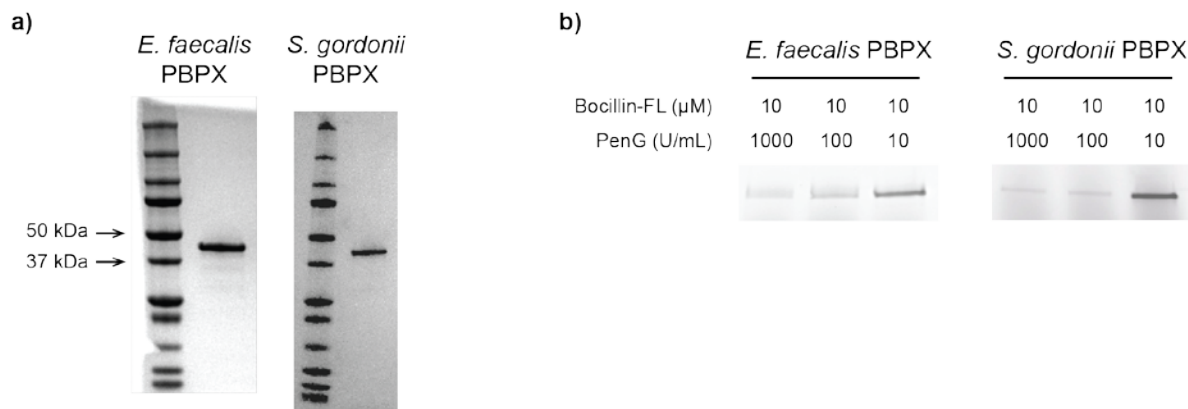 a)
E. faecalis
PBPX
S. gordonii
PBPX
50 kDa
37 kDa
b)
E. faecalis PBPX
S. gordonii PBPX
Bocillin-FL (µM) 10 10 10 10 10 10
PenG (U/mL) 1000 100 10 1000 100 10